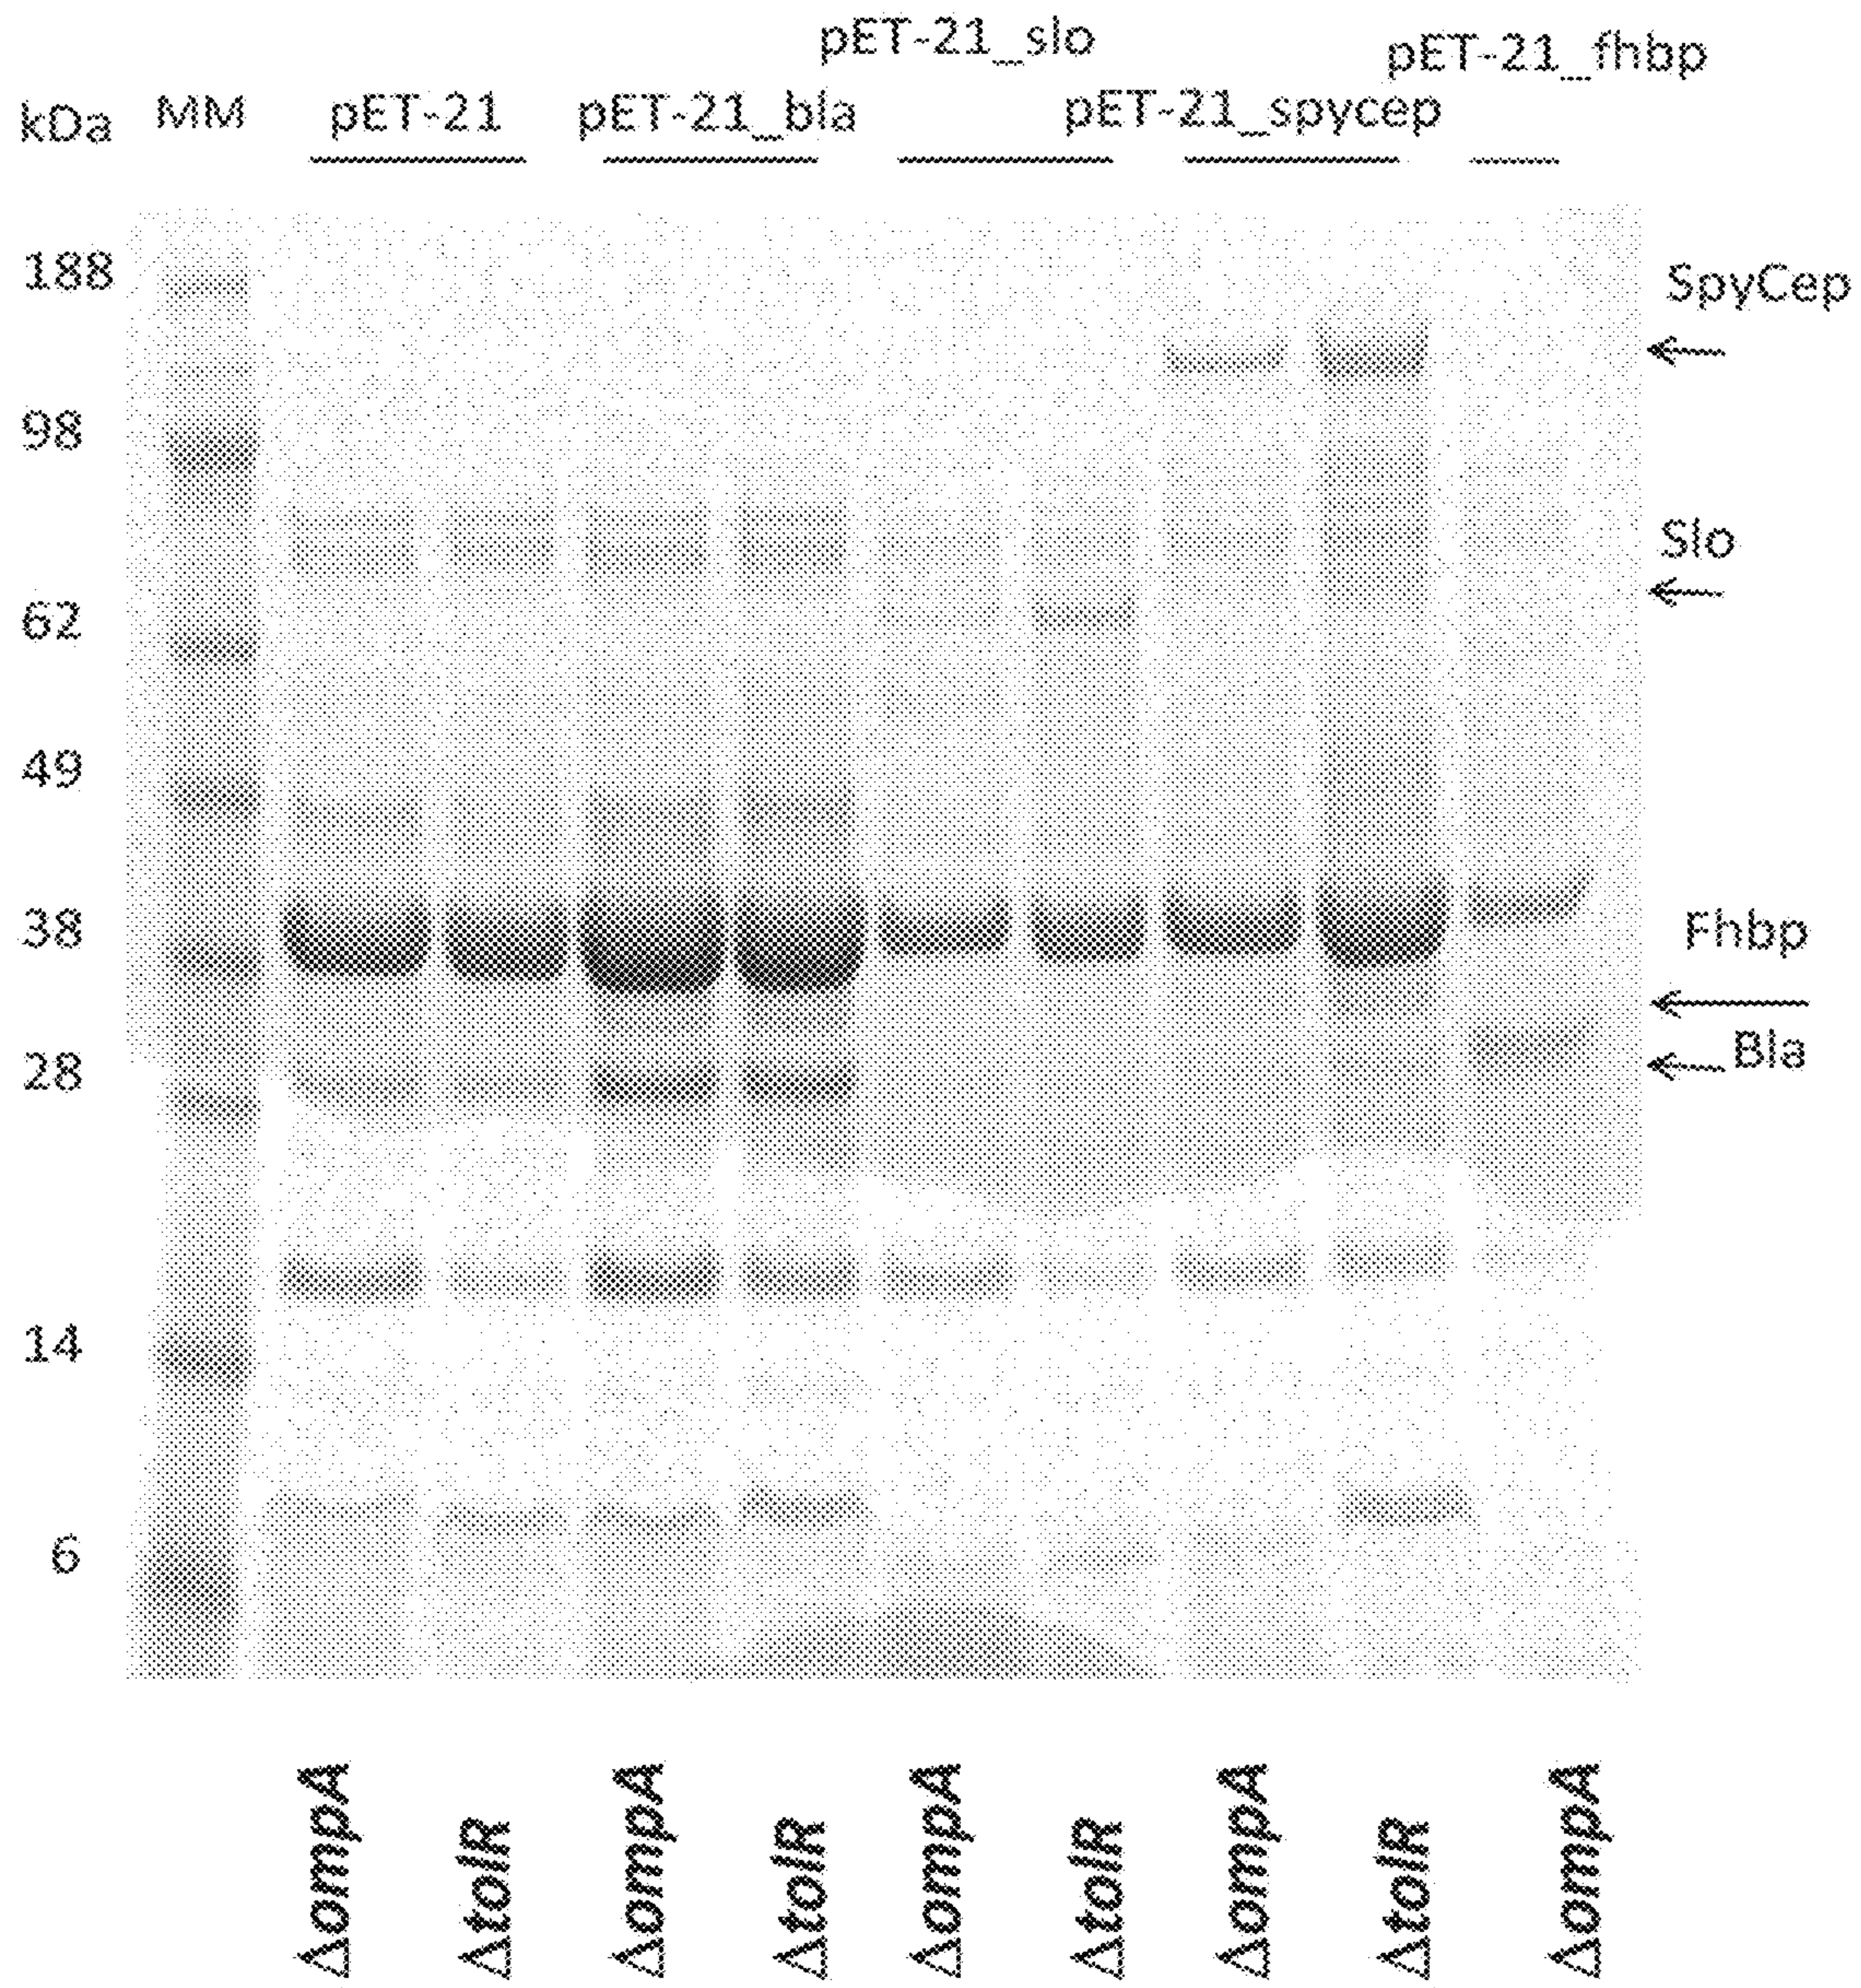 pET-21_slo
pET-21_fhbp
kDa MM pET-21 pET-21_bla pET-21_spycep
188
SpyCep
98
Slo
62
49
38
Fhbp
Bla
28
14
6
ΔompA ΔtolR ΔompA ΔtolR ΔompA ΔtolR ΔompA ΔtolR ΔompA